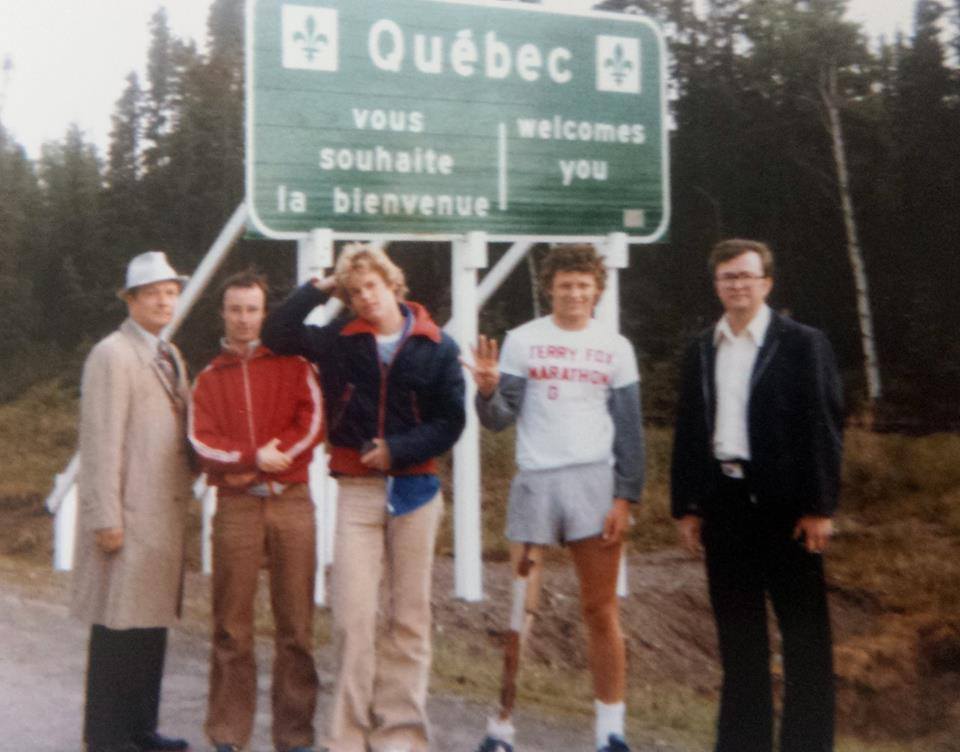 Québec
vous
souhaite
la bienvenue
welcomes
you
TERRY FOX
MARATHON